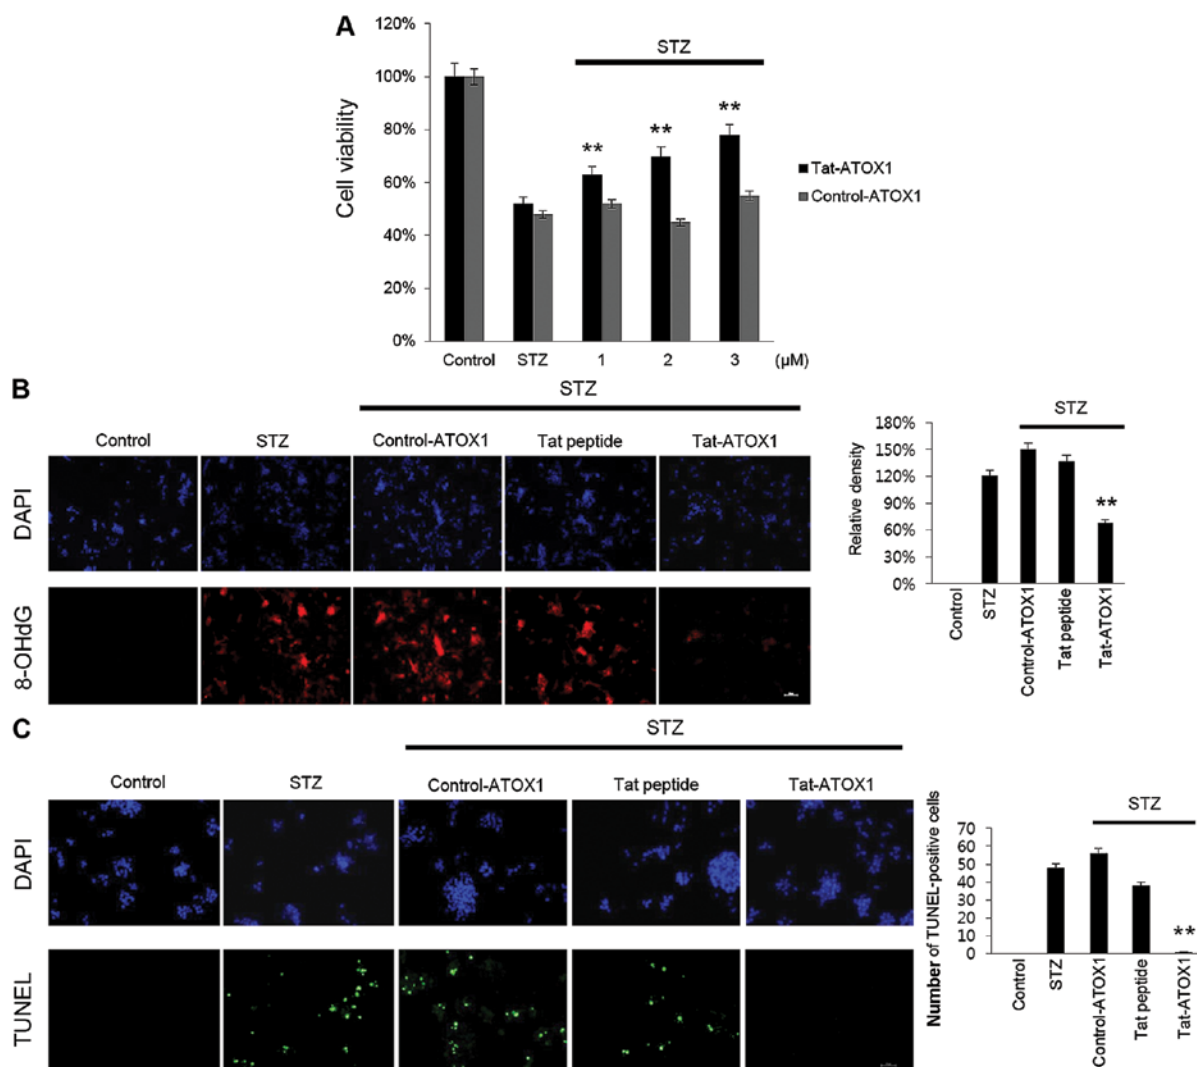 A
120%
100%
80%
60%
40%
20%
0%
Cell viability
STZ
**
**
**
Tat-ATOX1
Control-ATOX1
Control STZ 1 2 3 (μM)
B
STZ
Control STZ Control-ATOX1 Tat peptide Tat-ATOX1
DAPI
8-OHdG
STZ
180%
150%
120%
90%
60%
30%
0%
Relative density
**
Control
STZ
Control-ATOX1
Tat peptide
Tat-ATOX1
C
STZ
Control STZ Control-ATOX1 Tat peptide Tat-ATOX1
DAPI
TUNEL
STZ
70
60
50
40
30
20
10
0
Number of TUNEL-positive cells
**
Control
STZ
Control-ATOX1
Tat peptide
Tat-ATOX1